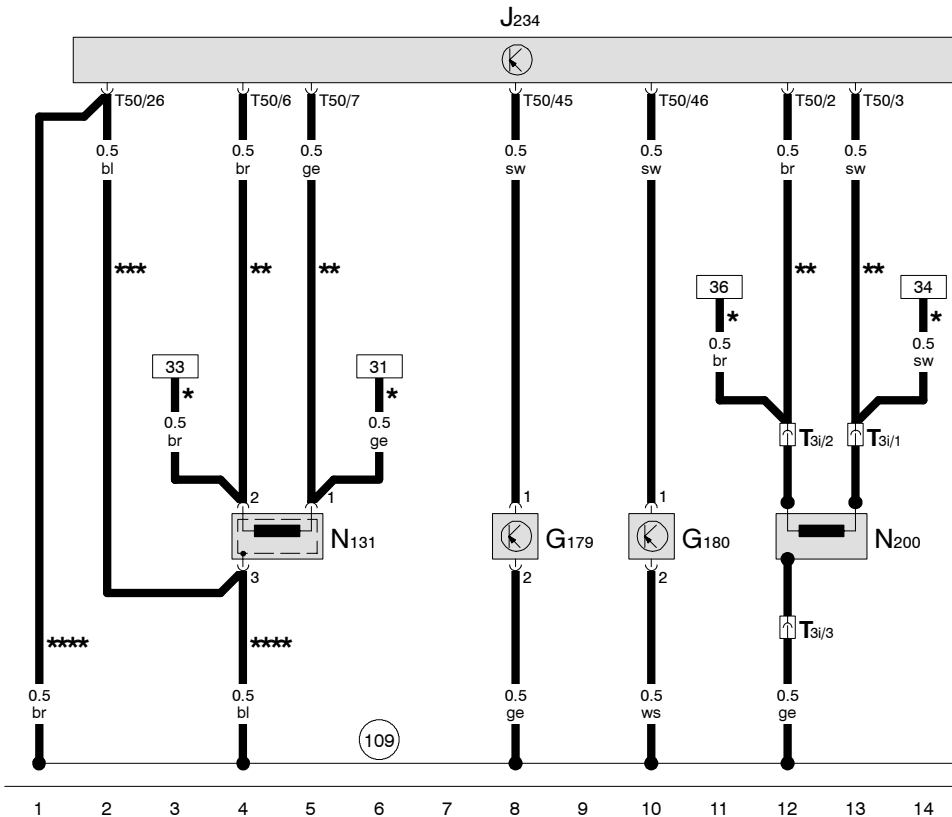 J234
T50/26 T50/6 T50/7 T50/45 T50/46 T50/2 T50/3
0.5 0.5 0.5 0.5 0.5 0.5 0.5
bl br ge sw sw br sw
*** ** ** ** **
36 34
* *
0.5 0.5
br sw
33 31
* *
0.5 0.5
br ge
T3i/2 T3i/1
2 1 1 1
N131 G179 G180 N200
3 2 2
T3i/3
**** ****
0.5 0.5 0.5 0.5 0.5
br bl ge ws ge
109
1 2 3 4 5 6 7 8 9 10 11 12 13 14